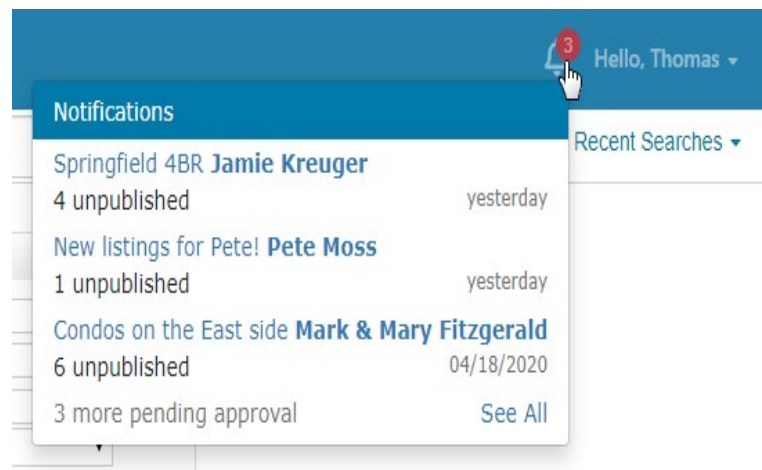 3
Hello, Thomas
Notifications
Recent Searches
Springfield 4BR Jamie Kreuger
4 unpublished yesterday
New listings for Pete! Pete Moss
1 unpublished yesterday
Condos on the East side Mark & Mary Fitzgerald
6 unpublished 04/18/2020
3 more pending approval See All